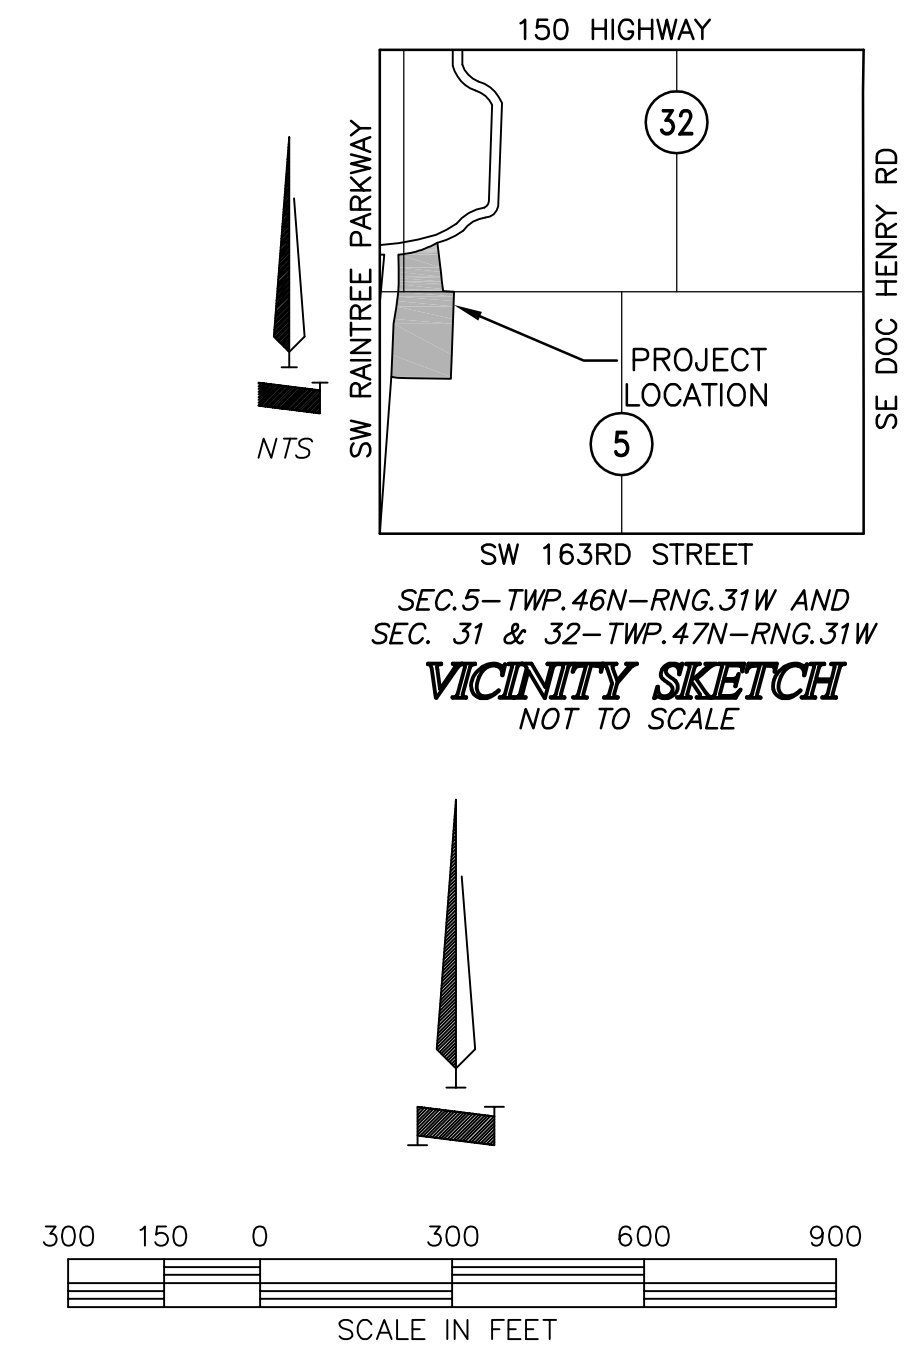 150 HIGHWAY
32
SW RAINTREE PARKWAY
SE DOC HENRY RD
PROJECT
LOCATION
5
NTS
SW 163RD STREET
SEC.5-TWP.46N-RNG.31W AND
SEC. 31 & 32-TWP.47N-RNG.31W
VICINITY SKETCH
NOT TO SCALE
300 150 0 300 600 900
SCALE IN FEET